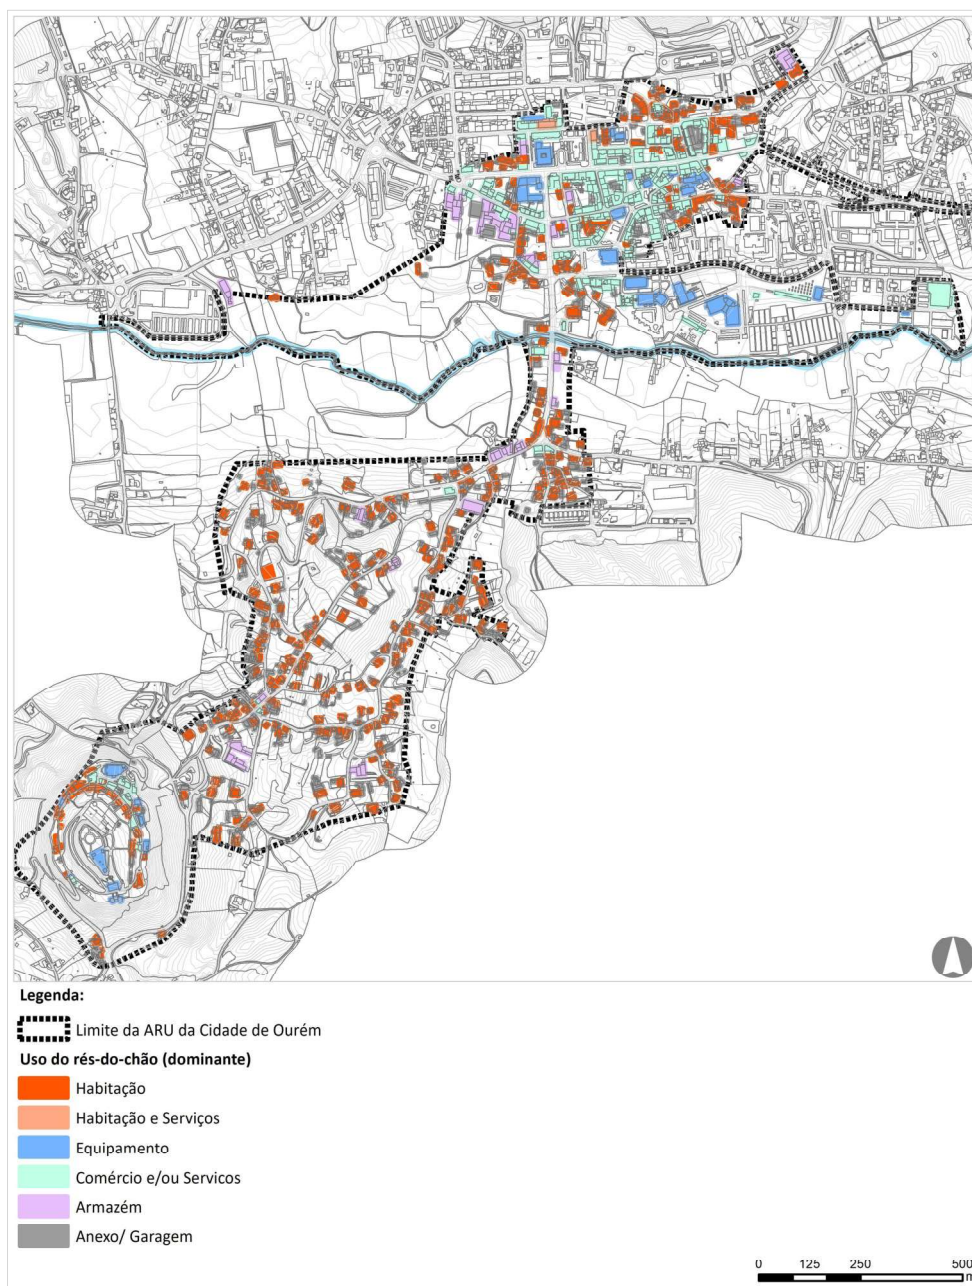 Legenda:
Limite da ARU da Cidade de Ourém
Uso do rés-do-chão (dominante)
Habitação
Habitação e Serviços
Equipamento
Comércio e/ou Servicos
Armazém
Anexo/ Garagem
0 125 250 500
m